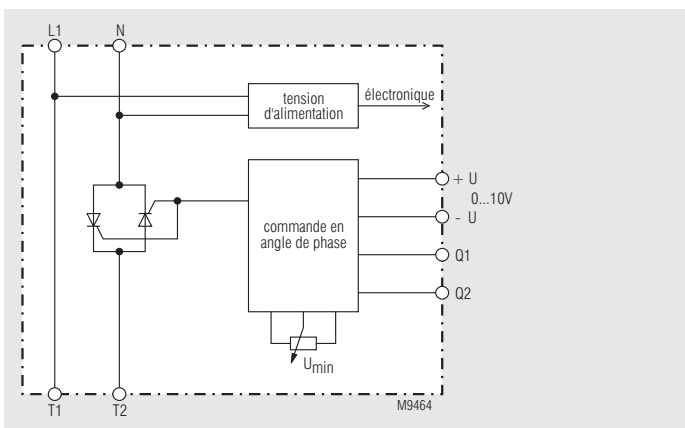 L1 N
tension
d'alimentation
électronique
+ U
0...10V
- U
commande en
angle de phase
Q1
Q2
Umin
T1 T2
M9464